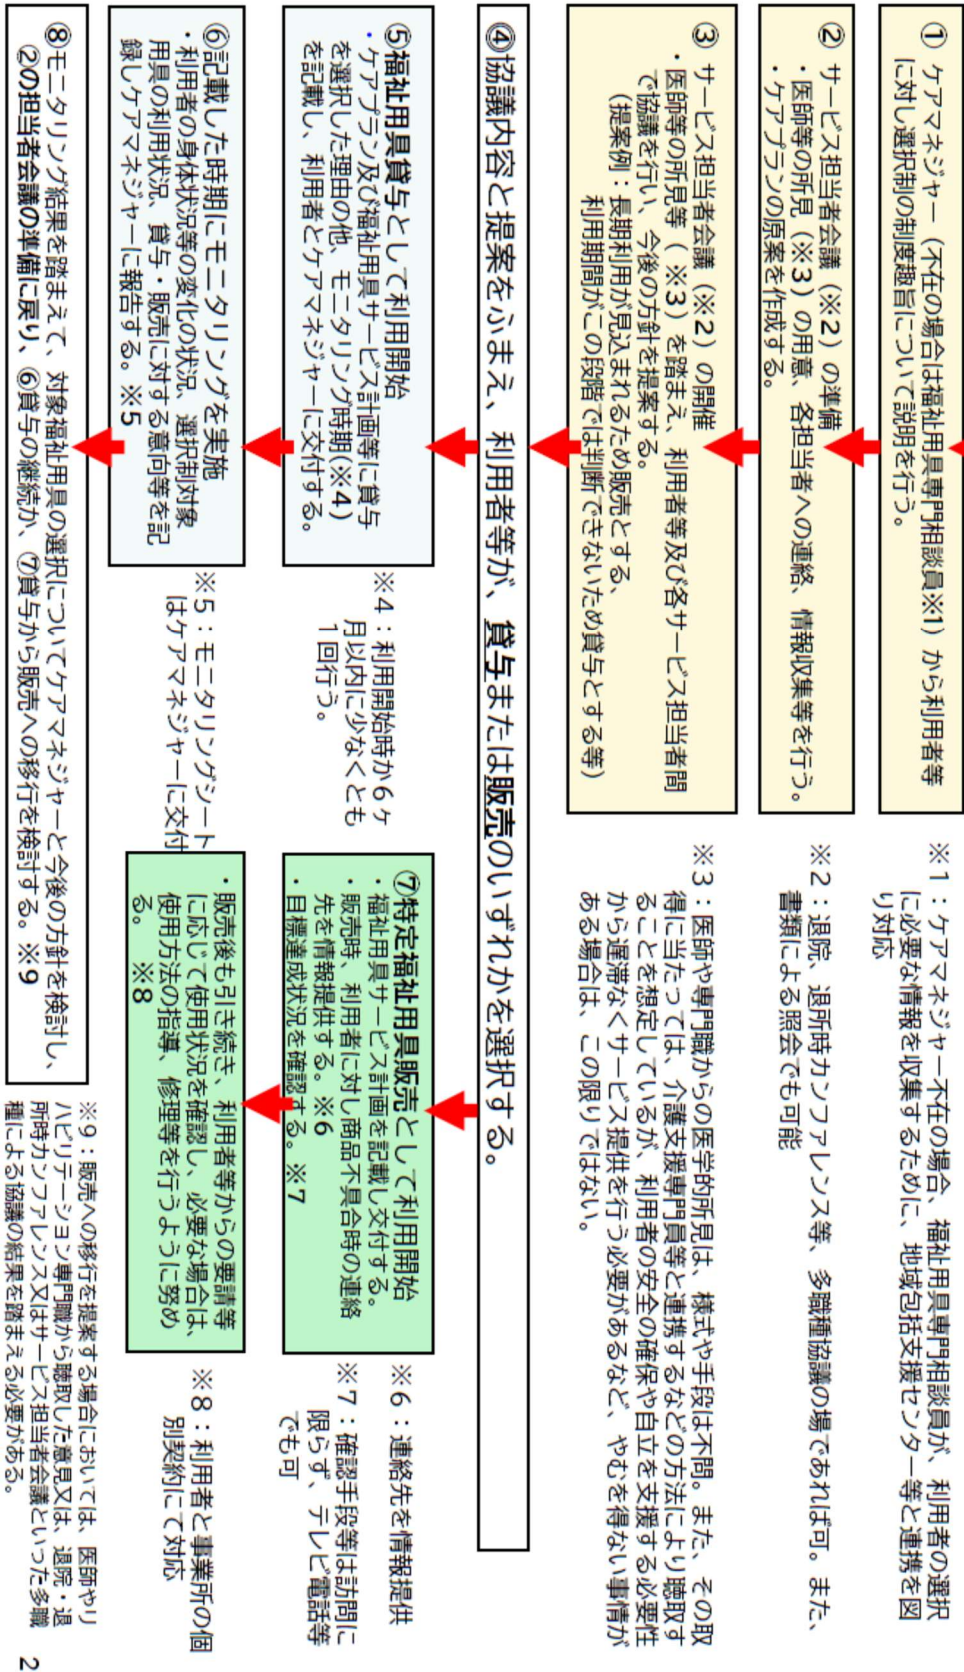 ① ケアマネジャー（不在の場合は福祉用具専門相談員※1）から利用者等
に対し選択制の制度趣旨について説明を行う。
※1：ケアマネジャー不在の場合、福祉用具専門相談員が、利用者の選択
に必要な情報を収集するために、地域包括支援センター等と連携を図
り対応
② サービス担当者会議（※2）の準備
・医師等の所見（※3）の用意、各担当者への連絡、情報収集等を行う。
・ケアプランの原案を作成する。
※2：退院、退所時カンファレンス等、多職種協議の場であれば可。また、
書類による照会でも可能
③ サービス担当者会議（※2）の開催
・医師等の所見等（※3）を踏まえ、利用者等及び各サービス担当者間
で協議を行い、今後の方針を提案する。
（提案例：長期利用が見込まれるため販売とする、
利用期間がこの段階では判断できないため貸与とする等）
※3：医師や専門職からの医学的所見は、様式や手段は不問。また、その取
得に当たっては、介護支援専門員等と連携するなどの方法により聴取す
ることを想定しているが、利用者の安全の確保や自立を支援する必要性
から遅滞なくサービス提供を行う必要があるなど、やむを得ない事情が
ある場合は、この限りではない。
④協議内容と提案をふまえ、利用者等が、貸与または販売のいずれかを選択する。
⑤福祉用具貸与として利用開始
・ケアプラン及び福祉用具サービス計画等に貸与
を選択した理由の他、モニタリング時期(※4)
を記載し、利用者とケアマネジャーに交付する。
※4：利用開始時か6ヶ
月以内に少なくとも
1回行う。
⑥記載した時期にモニタリングを実施
・利用者の身体状況等の変化の状況、選択制対象
用具の利用状況、貸与・販売に対する意向等を記
録しケアマネジャーに報告する。※5
※5：モニタリングシート
はケアマネジャーに交付
⑦特定福祉用具販売として利用開始
・福祉用具サービス計画を記載し交付する。
・販売時、利用者に対し商品不具合時の連絡
先を情報提供する。※6
・目標達成状況を確認する。※7
※6：連絡先を情報提供
※7：確認手段等は訪問に
限らず、テレビ電話等
でも可
・販売後も引き続き、利用者等からの要請等
に応じて使用状況を確認し、必要な場合は、
使用方法の指導、修理等を行うように努め
る。 ※8
※8：利用者と事業所の個
別契約にて対応
⑧モニタリング結果を踏まえて、対象福祉用具の選択についてケアマネジャーと今後の方針を検討し、
②の担当者会議の準備に戻り、⑥貸与の継続か、⑦貸与から販売への移行を検討する。※9
※9：販売への移行を提案する場合においては、医師やリ
ハビリテーション専門職から聴取した意見又は、退院・退
所時カンファレンス又はサービス担当者会議といった多職
種による協議の結果を踏まえる必要がある。
2